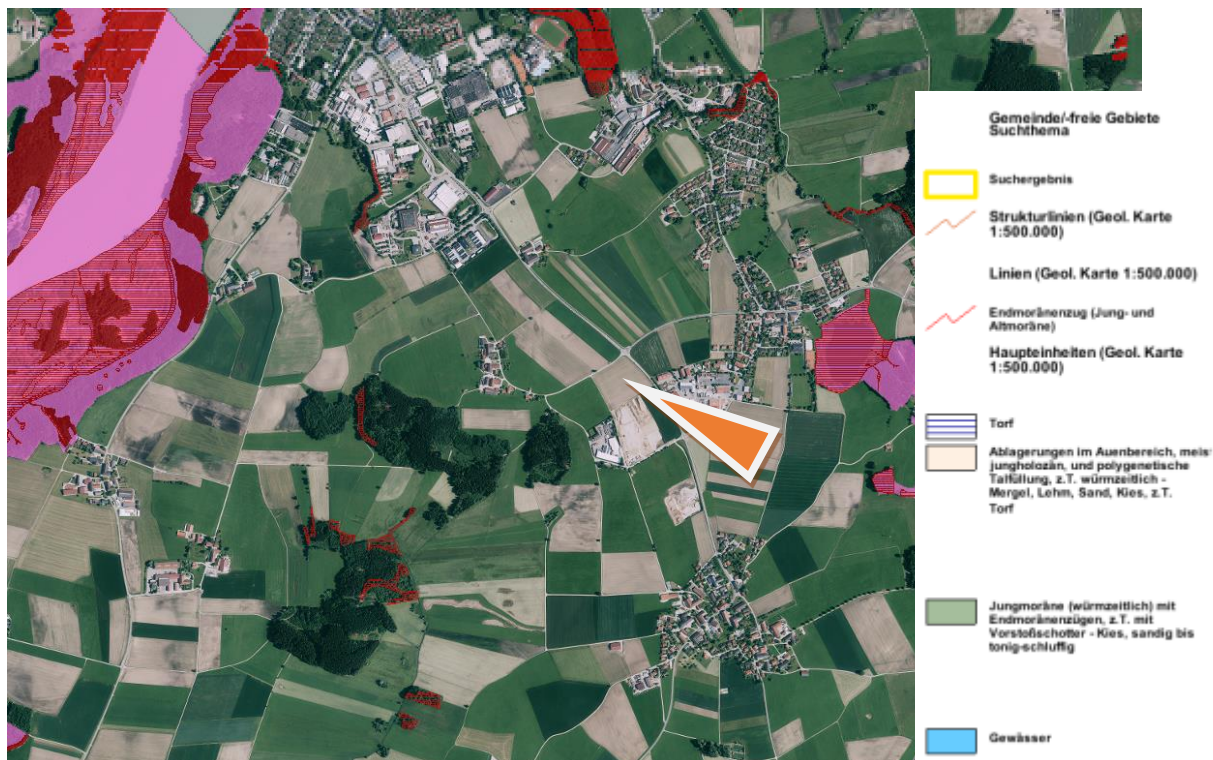 Gemeinde/-freie Gebiete
Suchthema
Suchergebnis
Strukturlinien (Geol. Karte
1:500.000)
Linien (Geol. Karte 1:500.000)
Endmoränenzug (Jung- und
Altmoräne)
Haupteinheiten (Geol. Karte
1:500.000)
Torf
Ablagerungen im Auenbereich, meis
jungholozän, und polygenetische
Talfüllung, z.T. würmzeitlich -
Mergel, Lehm, Sand, Kies, z.T.
Torf
Jungmoräne (würmzeitlich) mit
Endmoränenzügen, z.T. mit
Vorstoßschotter - Kies, sandig bis
tonig-schluffig
Gewässer